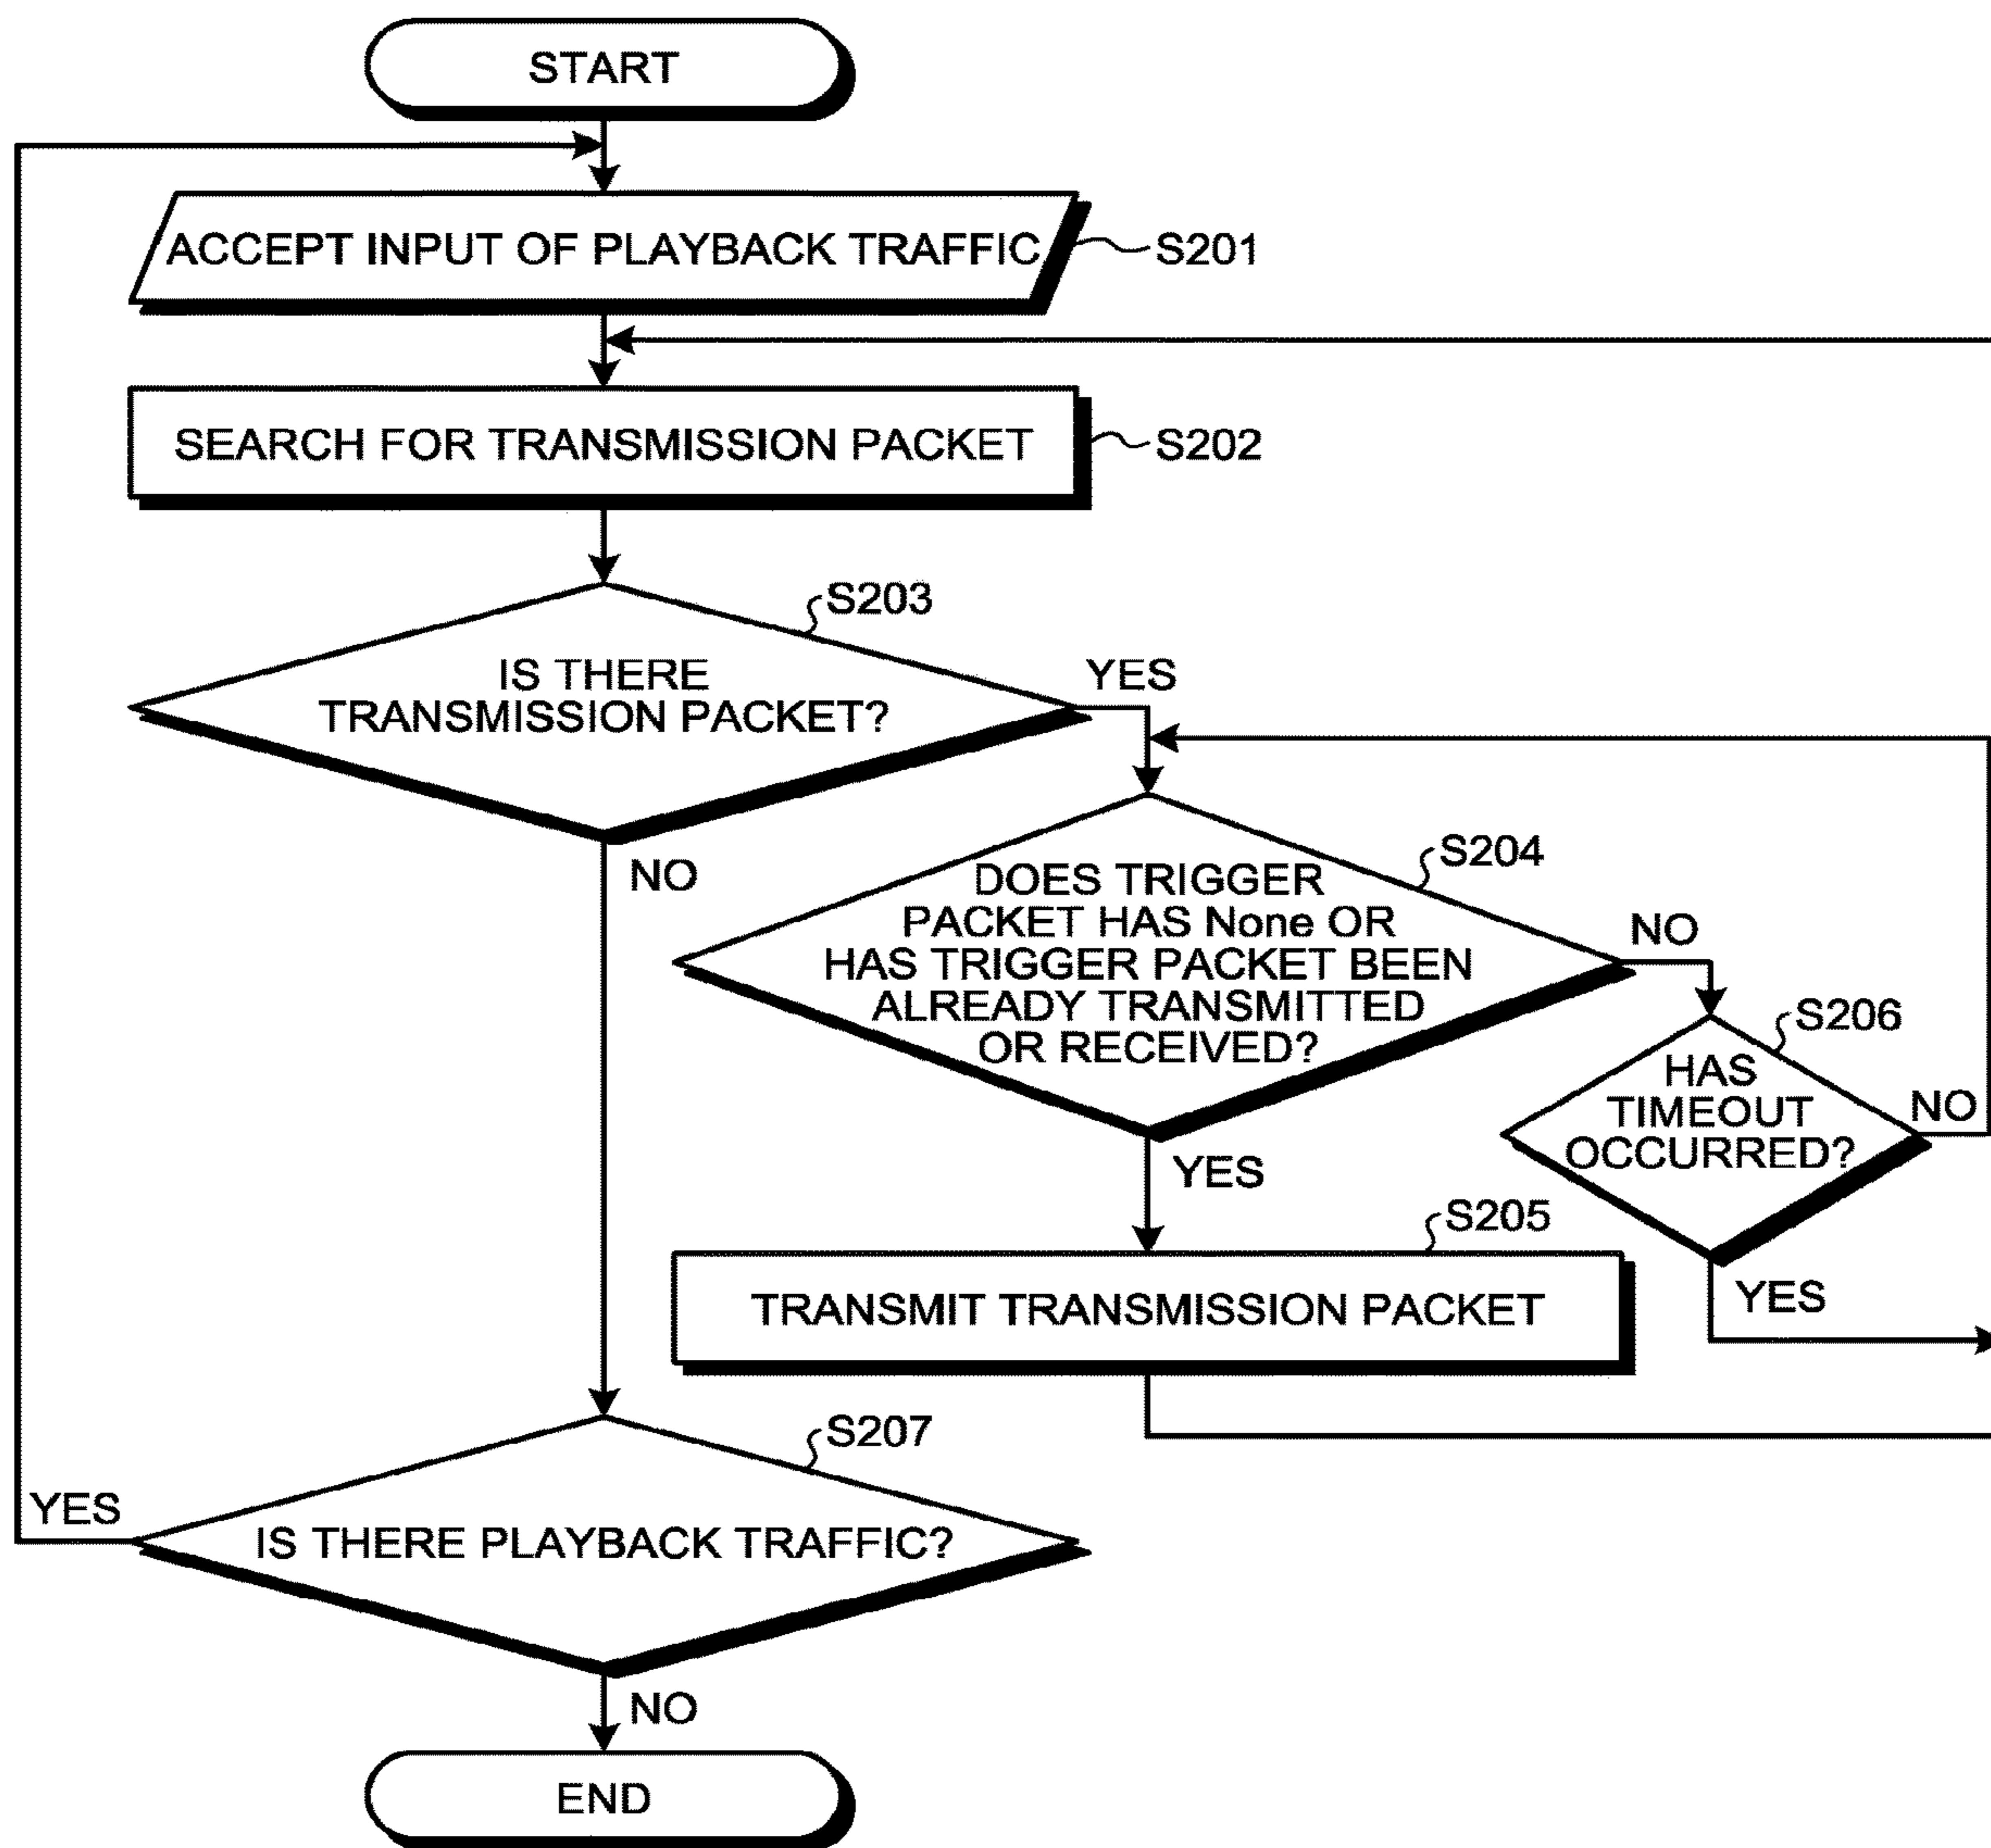 START
ACCEPT INPUT OF PLAYBACK TRAFFIC
S201
SEARCH FOR TRANSMISSION PACKET
S202
S203
IS THERE
TRANSMISSION PACKET?
YES
NO
S204
DOES TRIGGER
PACKET HAS None OR
HAS TRIGGER PACKET BEEN
ALREADY TRANSMITTED
OR RECEIVED?
NO
YES
S206
HAS
TIMEOUT
OCCURRED?
NO
YES
S205
TRANSMIT TRANSMISSION PACKET
S207
IS THERE PLAYBACK TRAFFIC?
YES
NO
END